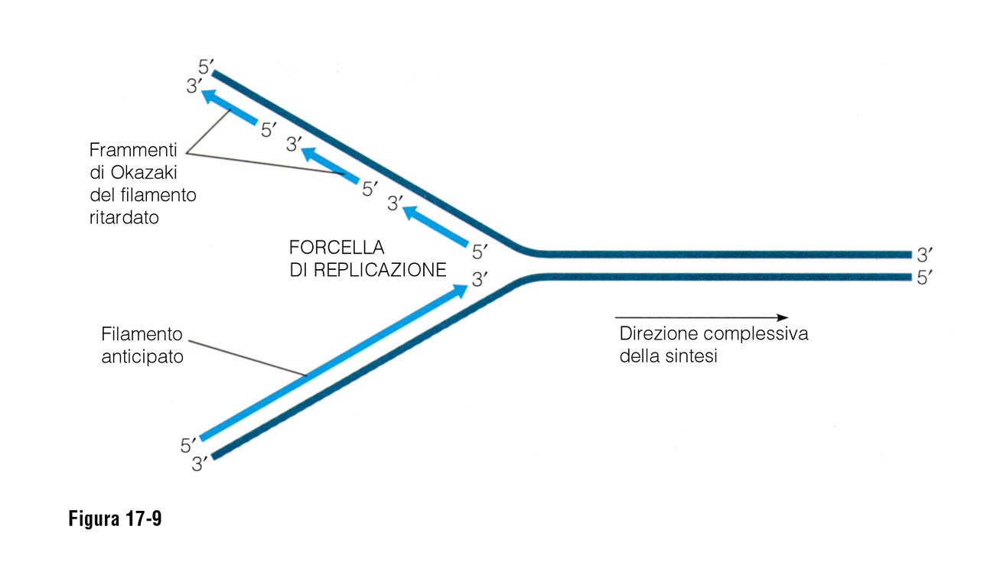 5′
3′
5′
3′
Frammenti
di Okazaki
del filamento
ritardato
5′
3′
FORCELLA
DI REPLICAZIONE
5′
3′
3′
5′
Filamento
anticipato
Direzione complessiva
della sintesi
5′
3′
Figura 17-9